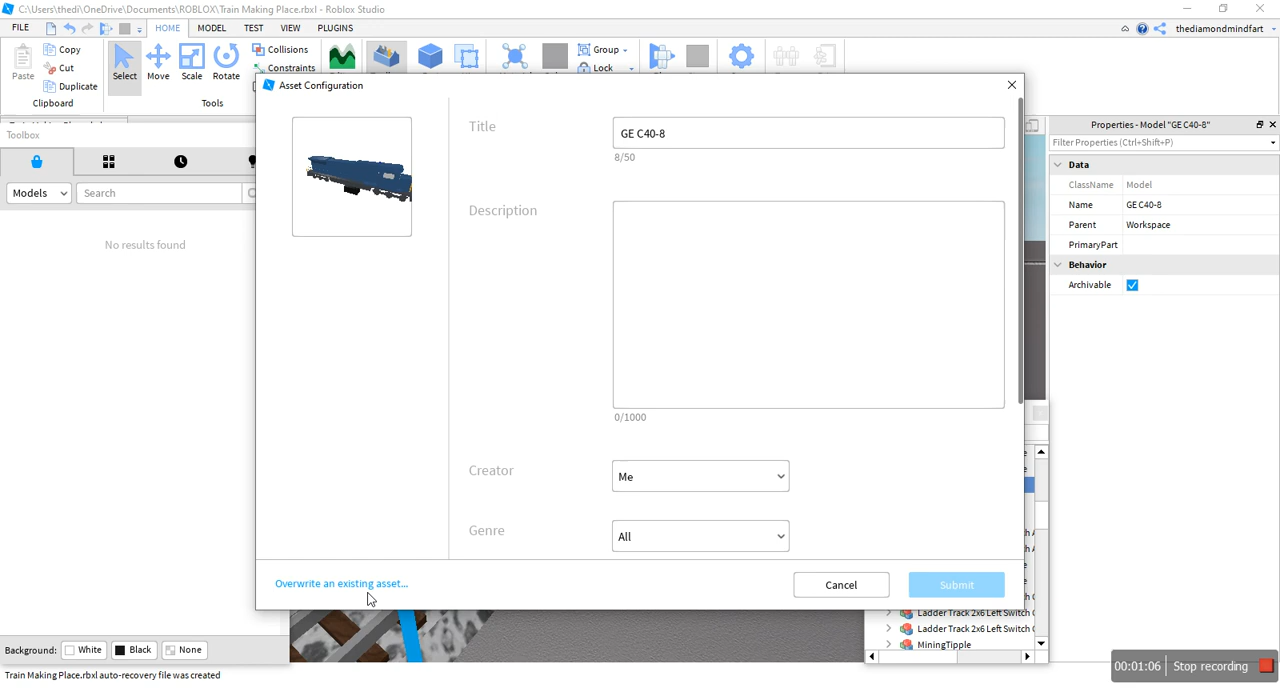 C:\Users\thedi\OneDrive\Documents\ROBLOX\Train Making Place.rbxl - Roblox Studio
FILE HOME MODEL TEST VIEW PLUGINS thediamondmindfart
Paste Copy Cut Duplicate
Select Move Scale Rotate
Collisions
Constraints
Group
Lock
Clipboard
Tools
Asset Configuration
Toolbox
Models Search
No results found
Title
GE C40-8
8/50
Description
0/1000
Creator
Me
Genre
All
Overwrite an existing asset...
Cancel
Submit
Properties - Model "GE C40-8"
Filter Properties (Ctrl+Shift+P)
Data
ClassName Model
Name GE C40-8
Parent Workspace
PrimaryPart
Behavior
Archivable
Ladder Track 2x6 Left Switch
Ladder Track 2x6 Left Switch
MiningTipple
Background: White Black None
Train Making Place.rbxl auto-recovery file was created
00:01:06 Stop recording